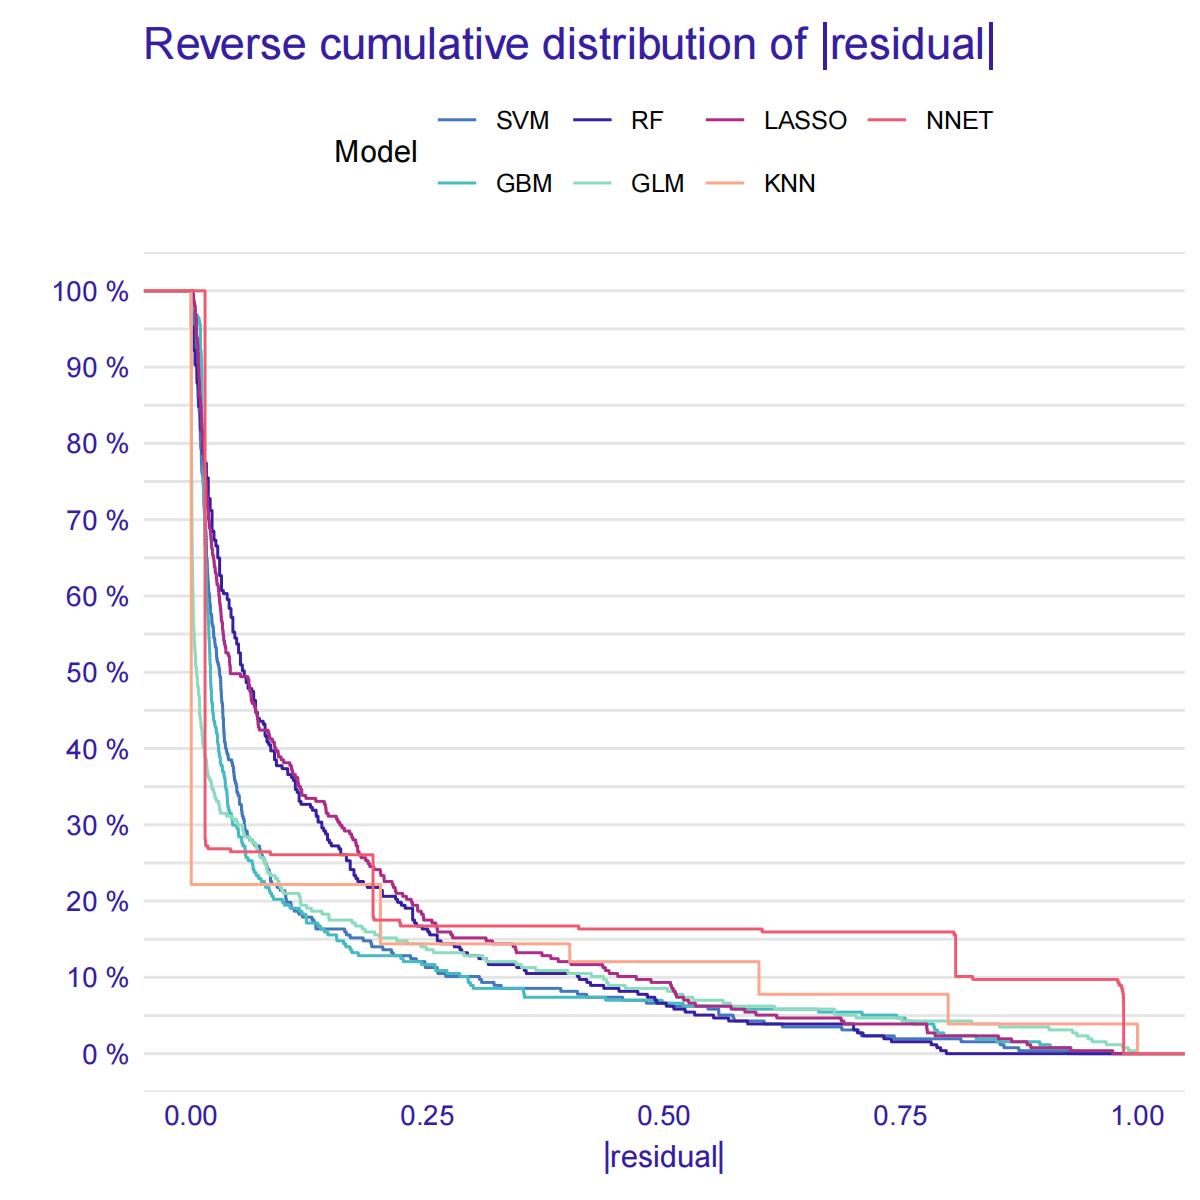 Reverse cumulative distribution of |residual|
Model
SVM RF LASSO NNET
GBM GLM KNN
100 %
90 %
80 %
70 %
60 %
50 %
40 %
30 %
20 %
10 %
0 %
0.00 0.25 0.50 0.75 1.00
|residual|